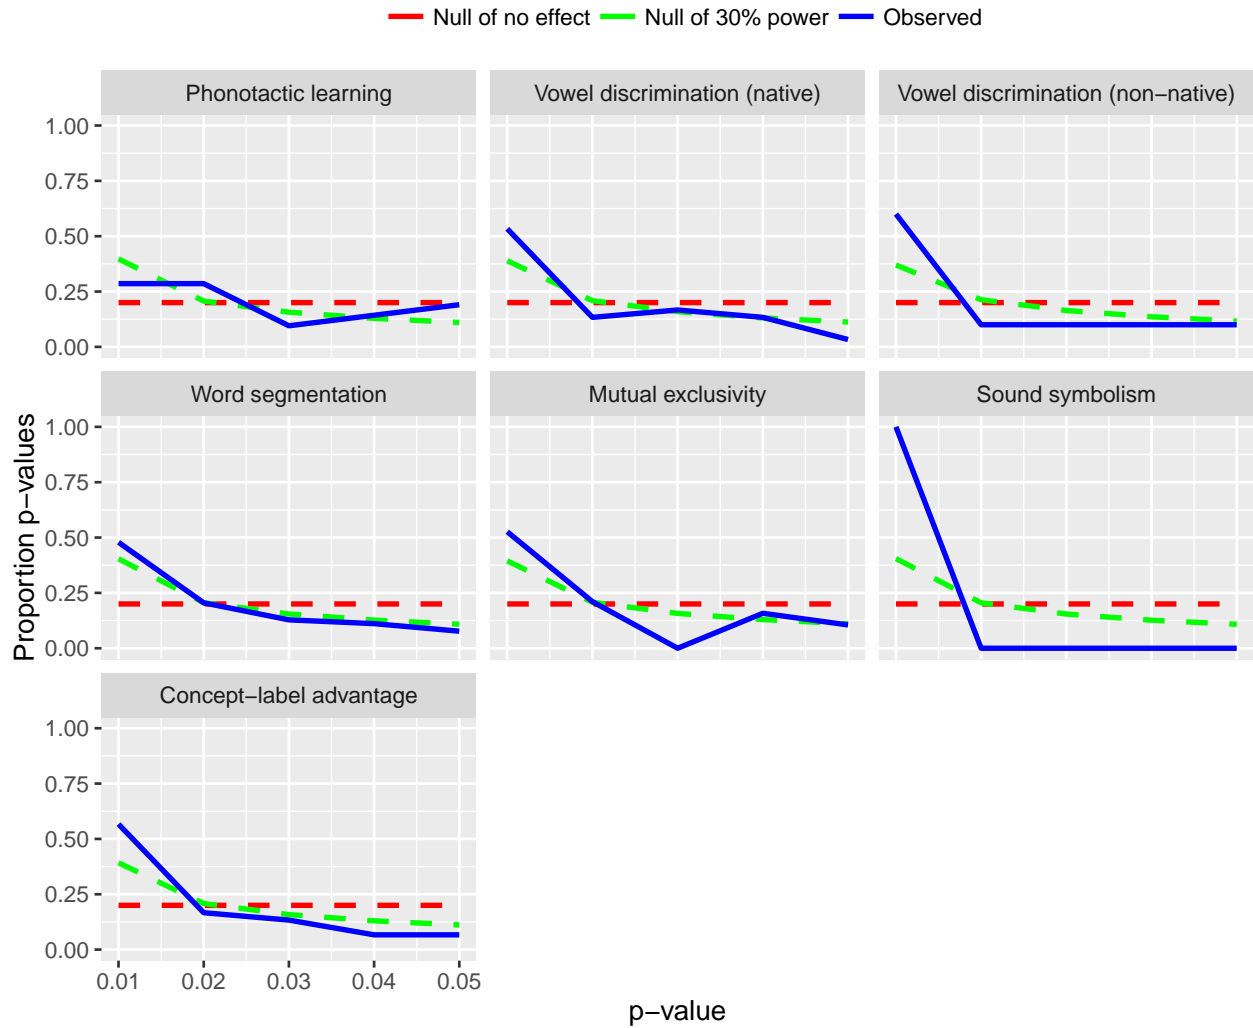 Null of no effect Null of 30% power Observed
Phonotactic learning Vowel discrimination (native) Vowel discrimination (non−native)
1.00
0.75
0.50
0.25
0.00
Word segmentation Mutual exclusivity Sound symbolism
1.00
0.75
0.50
0.25
0.00
Proportion p−values
Concept−label advantage
1.00
0.75
0.50
0.25
0.00
0.01 0.02 0.03 0.04 0.05
p−value